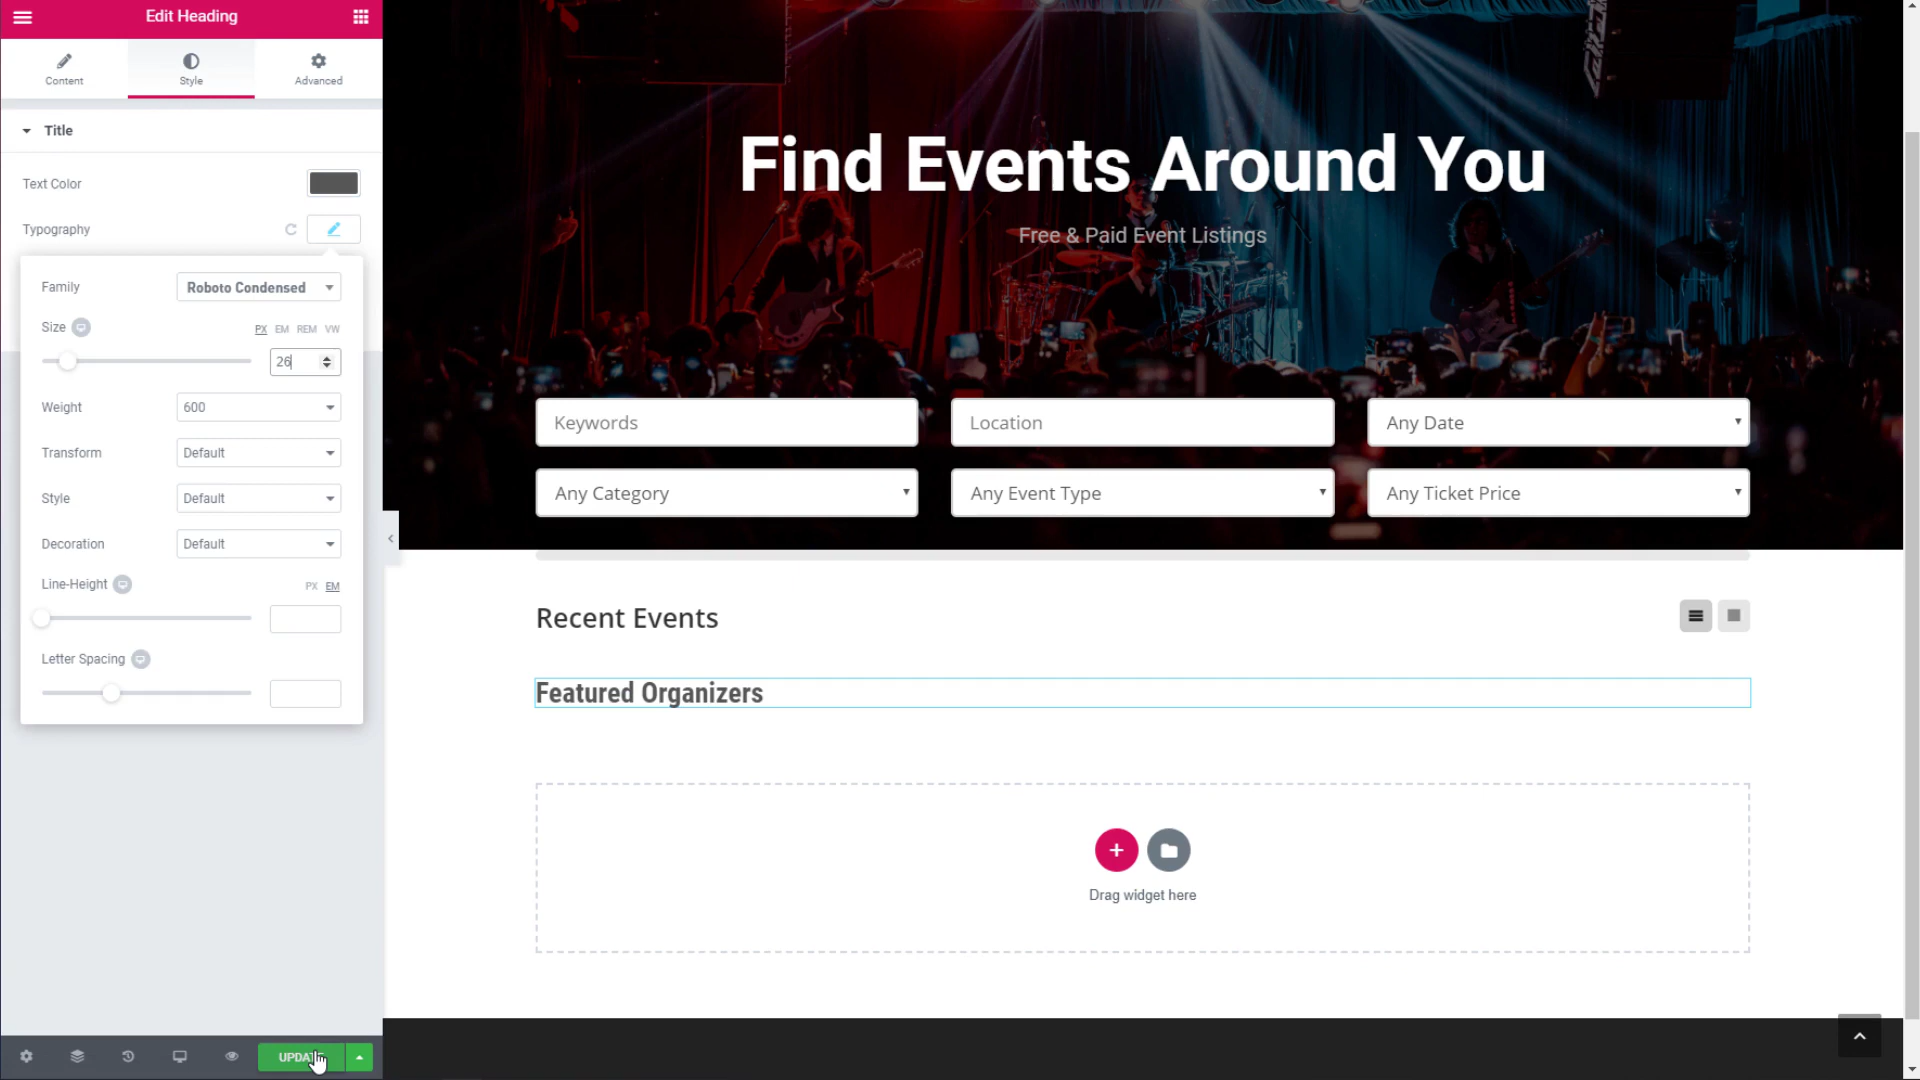 Edit Heading
Content
Style
Advanced
Title
Text Color
Typography
Family
Roboto Condensed
Size
PX EM REM VW
26
Weight
600
Transform
Default
Style
Default
Decoration
Default
Line-Height
PX EM
Letter Spacing
UPDATE
Find Events Around You
Free & Paid Event Listings
Keywords
Location
Any Date
Any Category
Any Event Type
Any Ticket Price
Recent Events
Featured Organizers
Drag widget here